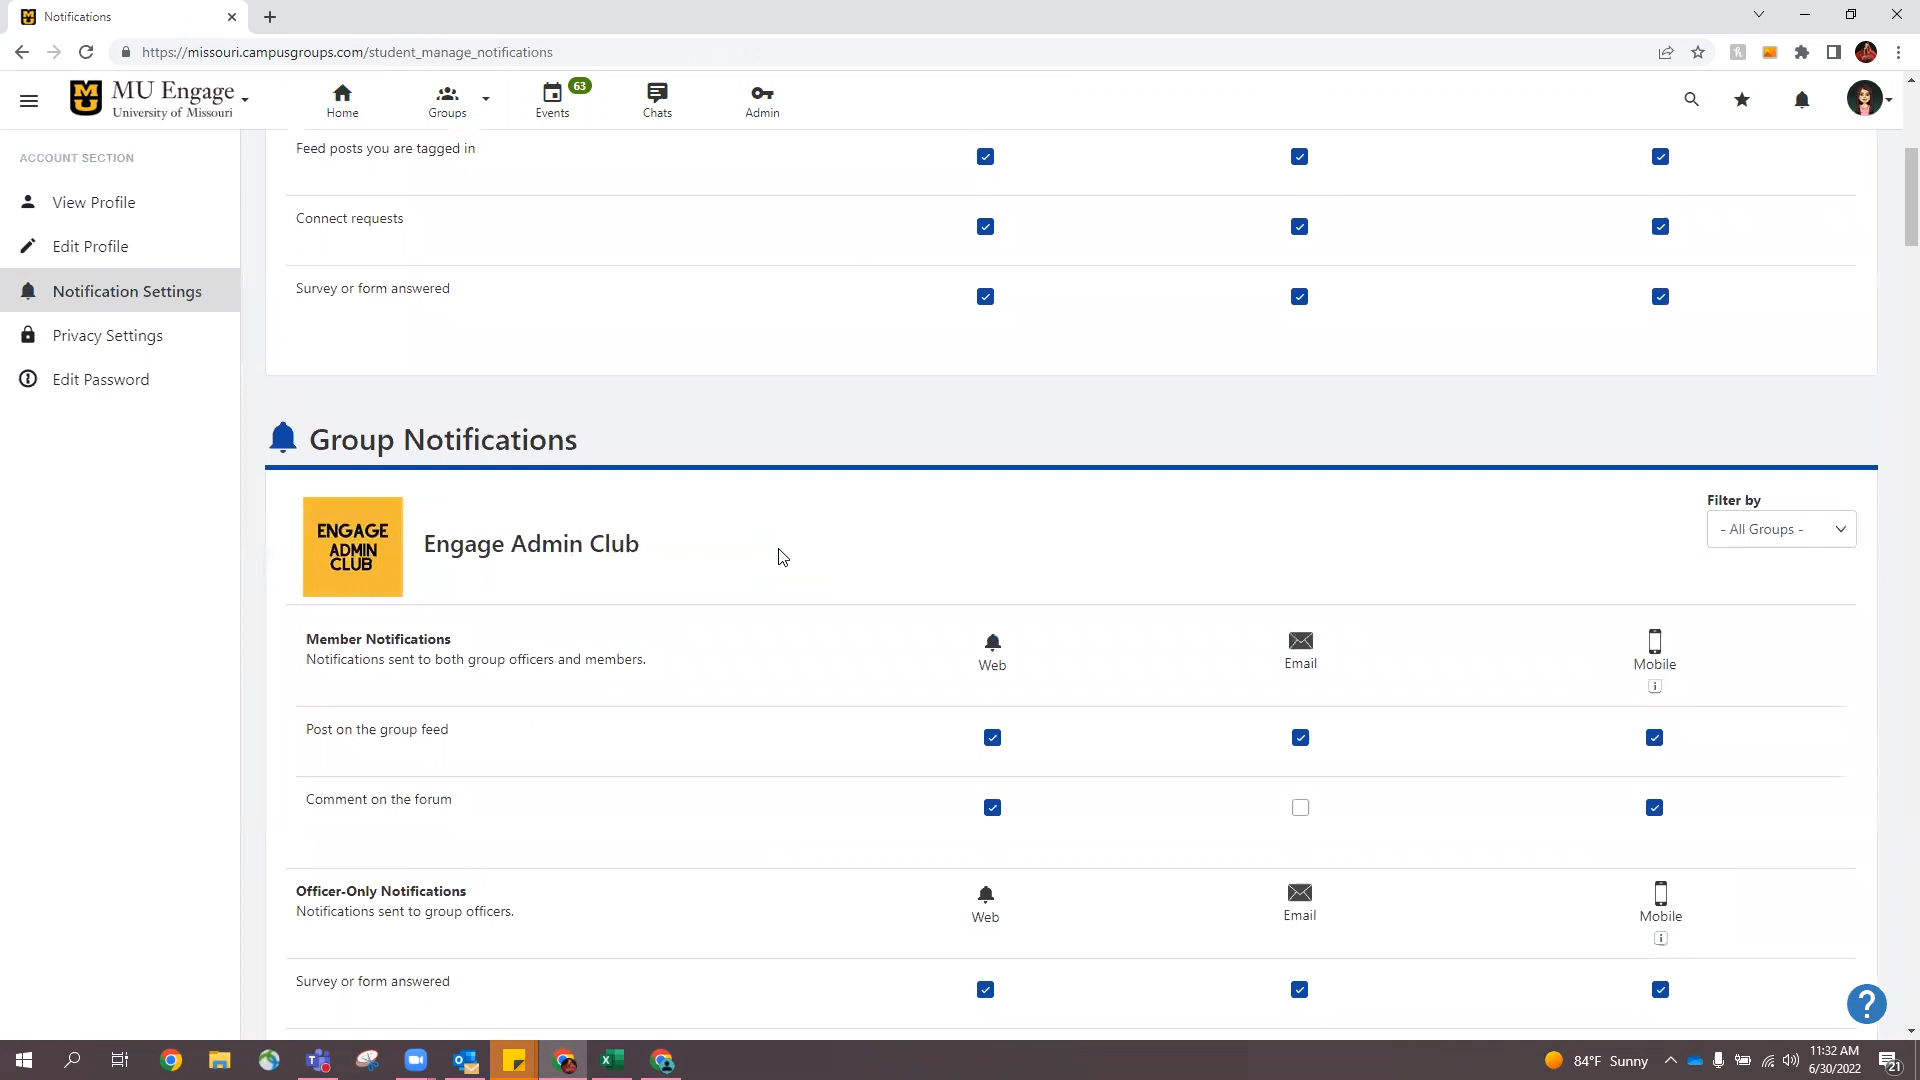 Notifications
https://missouri.campusgroups.com/student_manage_notifications
MU Engage
University of Missouri
Home
Groups
63
Events
Chats
Admin
ACCOUNT SECTION
View Profile
Edit Profile
Notification Settings
Privacy Settings
Edit Password
Feed posts you are tagged in
Connect requests
Survey or form answered
Group Notifications
ENGAGE
ADMIN
CLUB
Engage Admin Club
Filter by
- All Groups -
Member Notifications
Notifications sent to both group officers and members.
Web
Email
Mobile
i
Post on the group feed
Comment on the forum
Officer-Only Notifications
Notifications sent to group officers.
Web
Email
Mobile
i
Survey or form answered
?
84°F Sunny
11:32 AM
6/30/2022
21